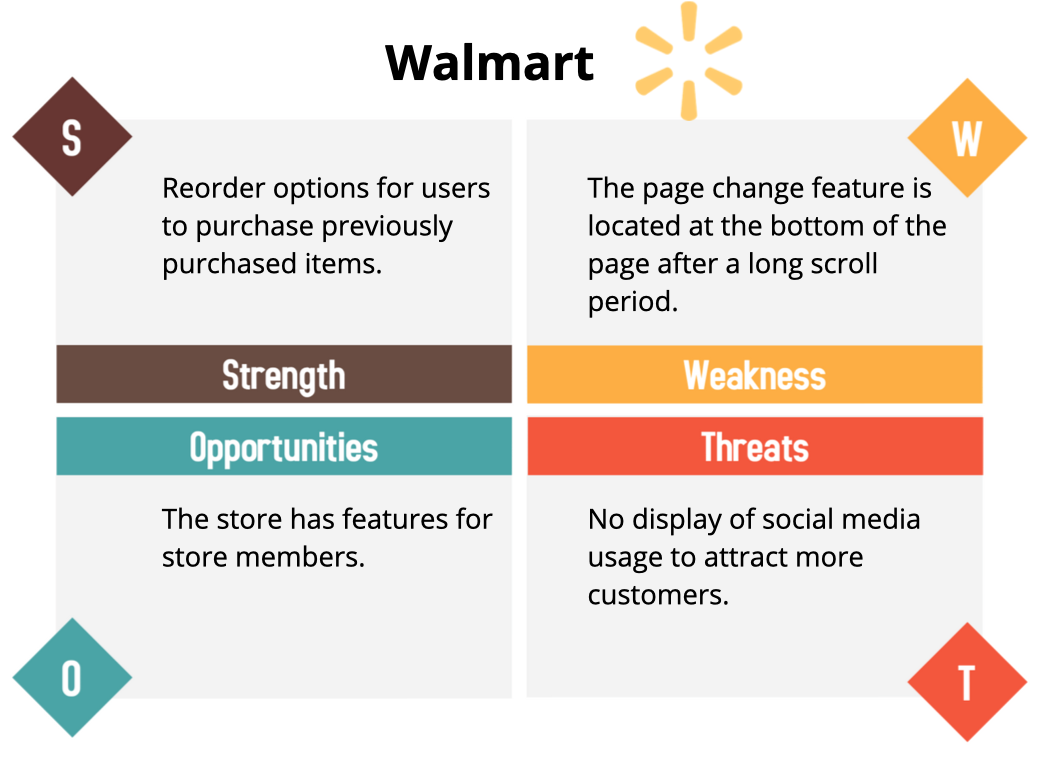 Walmart
S
W
Reorder options for users
to purchase previously
purchased items.
The page change feature is
located at the bottom of the
page after a long scroll
period.
Strength
Weakness
Opportunities
Threats
The store has features for
store members.
No display of social media
usage to attract more
customers.
O
T